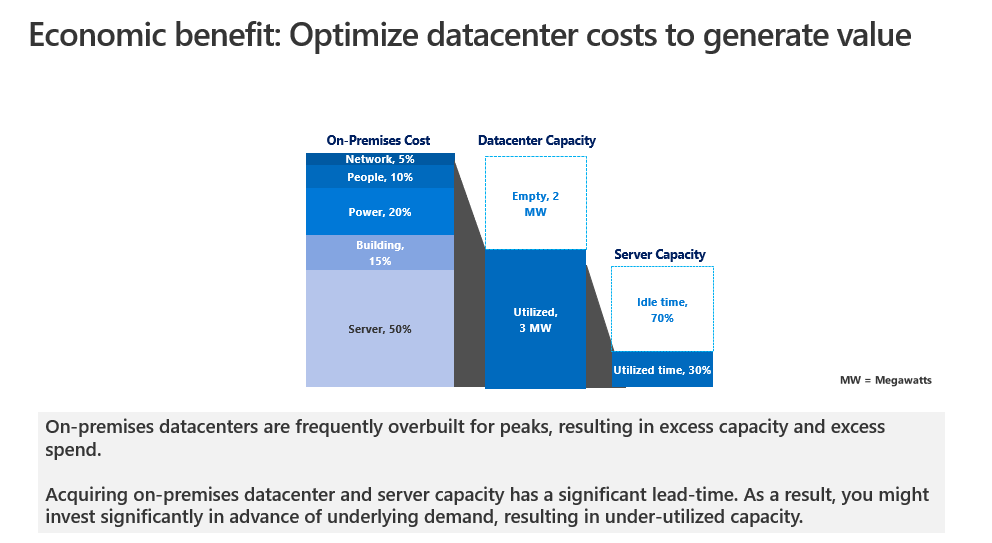 Economic benefit: Optimize datacenter costs to generate value
On-Premises Cost
Network, 5%
People, 10%
Power, 20%
Building,
15%
Server, 50%
Datacenter Capacity
Empty, 2
MW
Utilized,
3 MW
Server Capacity
Idle time,
70%
Utilized time, 30%
MW = Megawatts
On-premises datacenters are frequently overbuilt for peaks, resulting in excess capacity and excess
spend.
Acquiring on-premises datacenter and server capacity has a significant lead-time. As a result, you might
invest significantly in advance of underlying demand, resulting in under-utilized capacity.